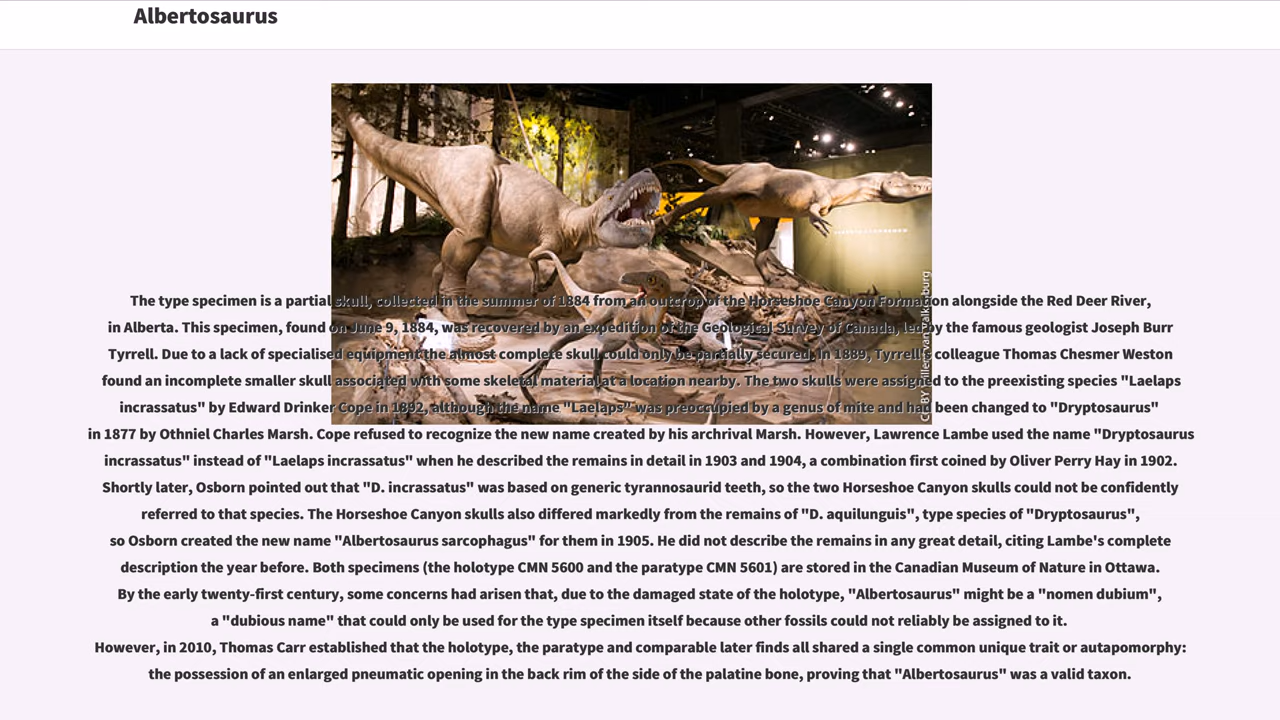 Albertosaurus
The type specimen is a partial skull, collected in the summer of 1884 from an outcrop of the Horseshoe Canyon Formation alongside the Red Deer River,
in Alberta. This specimen, found on June 9, 1884, was recovered by an expedition of the Geological Survey of Canada, led by the famous geologist Joseph Burr
Tyrrell. Due to a lack of specialised equipment the almost complete skull could only be partially secured. In 1889, Tyrrell's colleague Thomas Chesmer Weston
found an incomplete smaller skull associated with some skeletal material at a location nearby. The two skulls were assigned to the preexisting species "Laelaps
incrassatus" by Edward Drinker Cope in 1892, although the name "Laelaps" was preoccupied by a genus of mite and had been changed to "Dryptosaurus"
in 1877 by Othniel Charles Marsh. Cope refused to recognize the new name created by his archrival Marsh. However, Lawrence Lambe used the name "Dryptosaurus
incrassatus" instead of "Laelaps incrassatus" when he described the remains in detail in 1903 and 1904, a combination first coined by Oliver Perry Hay in 1902.
Shortly later, Osborn pointed out that "D. incrassatus" was based on generic tyrannosaurid teeth, so the two Horseshoe Canyon skulls could not be confidently
referred to that species. The Horseshoe Canyon skulls also differed markedly from the remains of "D. aquilunguis", type species of "Dryptosaurus",
so Osborn created the new name "Albertosaurus sarcophagus" for them in 1905. He did not describe the remains in any great detail, citing Lambe's complete
description the year before. Both specimens (the holotype CMN 5600 and the paratype CMN 5601) are stored in the Canadian Museum of Nature in Ottawa.
By the early twenty-first century, some concerns had arisen that, due to the damaged state of the holotype, "Albertosaurus" might be a "nomen dubium",
a "dubious name" that could only be used for the type specimen itself because other fossils could not reliably be assigned to it.
However, in 2010, Thomas Carr established that the holotype, the paratype and comparable later finds all shared a single common unique trait or autapomorphy:
the possession of an enlarged pneumatic opening in the back rim of the side of the palatine bone, proving that "Albertosaurus" was a valid taxon.
CC BY